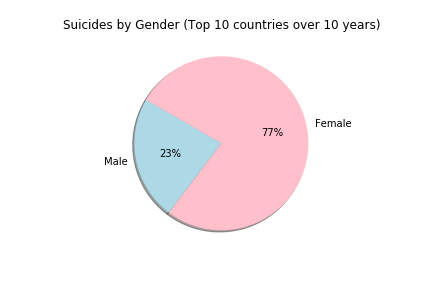 Suicides by Gender (Top 10 countries over 10 years)
Female
77%
23%
Male